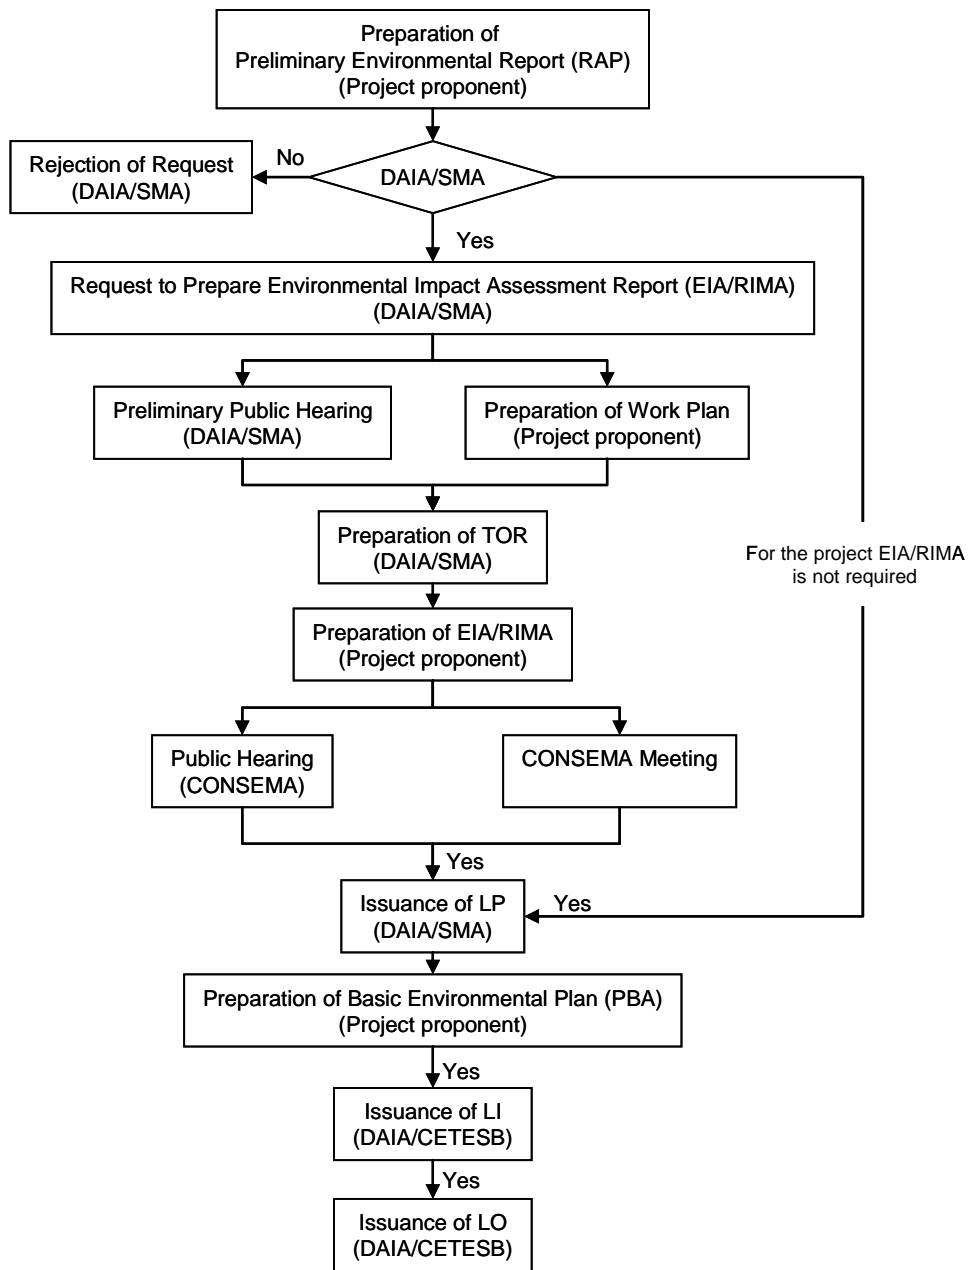 Preparation of
Preliminary Environmental Report (RAP)
(Project proponent)
Rejection of Request
(DAIA/SMA)
No
DAIA/SMA
Yes
Request to Prepare Environmental Impact Assessment Report (EIA/RIMA)
(DAIA/SMA)
Preliminary Public Hearing
(DAIA/SMA)
Preparation of Work Plan
(Project proponent)
Preparation of TOR
(DAIA/SMA)
For the project EIA/RIMA
is not required
Preparation of EIA/RIMA
(Project proponent)
Public Hearing
(CONSEMA)
CONSEMA Meeting
Yes
Issuance of LP
(DAIA/SMA)
Yes
Preparation of Basic Environmental Plan (PBA)
(Project proponent)
Yes
Issuance of LI
(DAIA/CETESB)
Yes
Issuance of LO
(DAIA/CETESB)